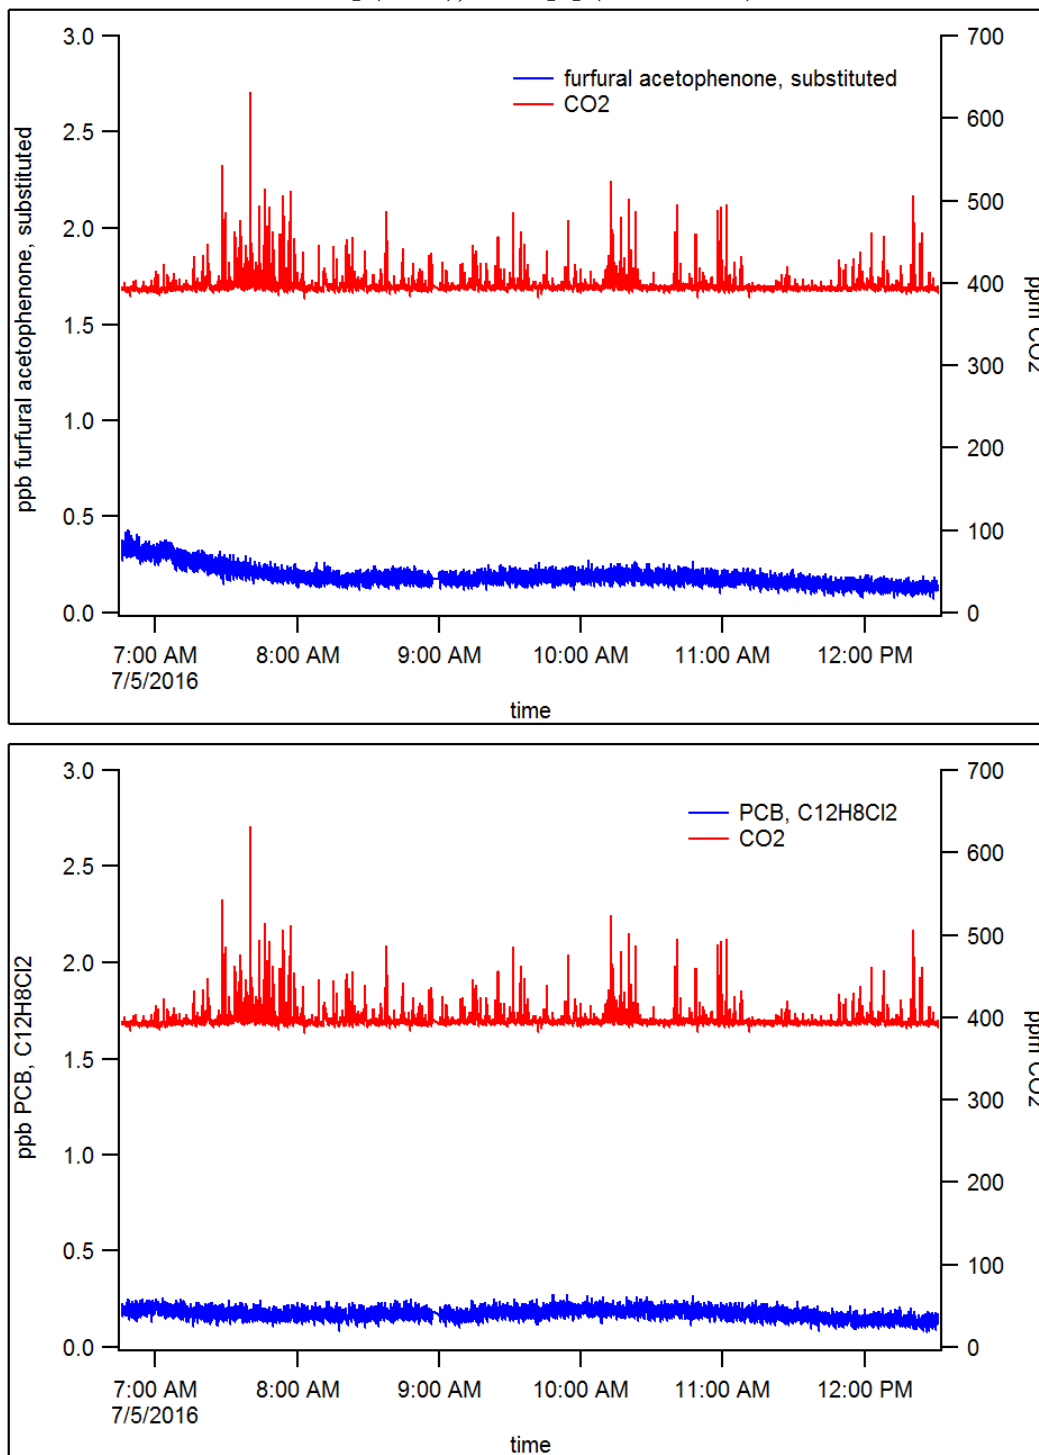 3.0
2.5
2.0
1.5
1.0
0.5
0.0
ppb furfural acetophenone, substituted
furfural acetophenone, substituted
CO2
700
600
500
400
300
200
100
0
ppm CO2
7:00 AM
7/5/2016
8:00 AM
9:00 AM
10:00 AM
11:00 AM
12:00 PM
time
3.0
2.5
2.0
1.5
1.0
0.5
0.0
ppb PCB, C12H8Cl2
PCB, C12H8Cl2
CO2
700
600
500
400
300
200
100
0
ppm CO2
7:00 AM
7/5/2016
8:00 AM
9:00 AM
10:00 AM
11:00 AM
12:00 PM
time